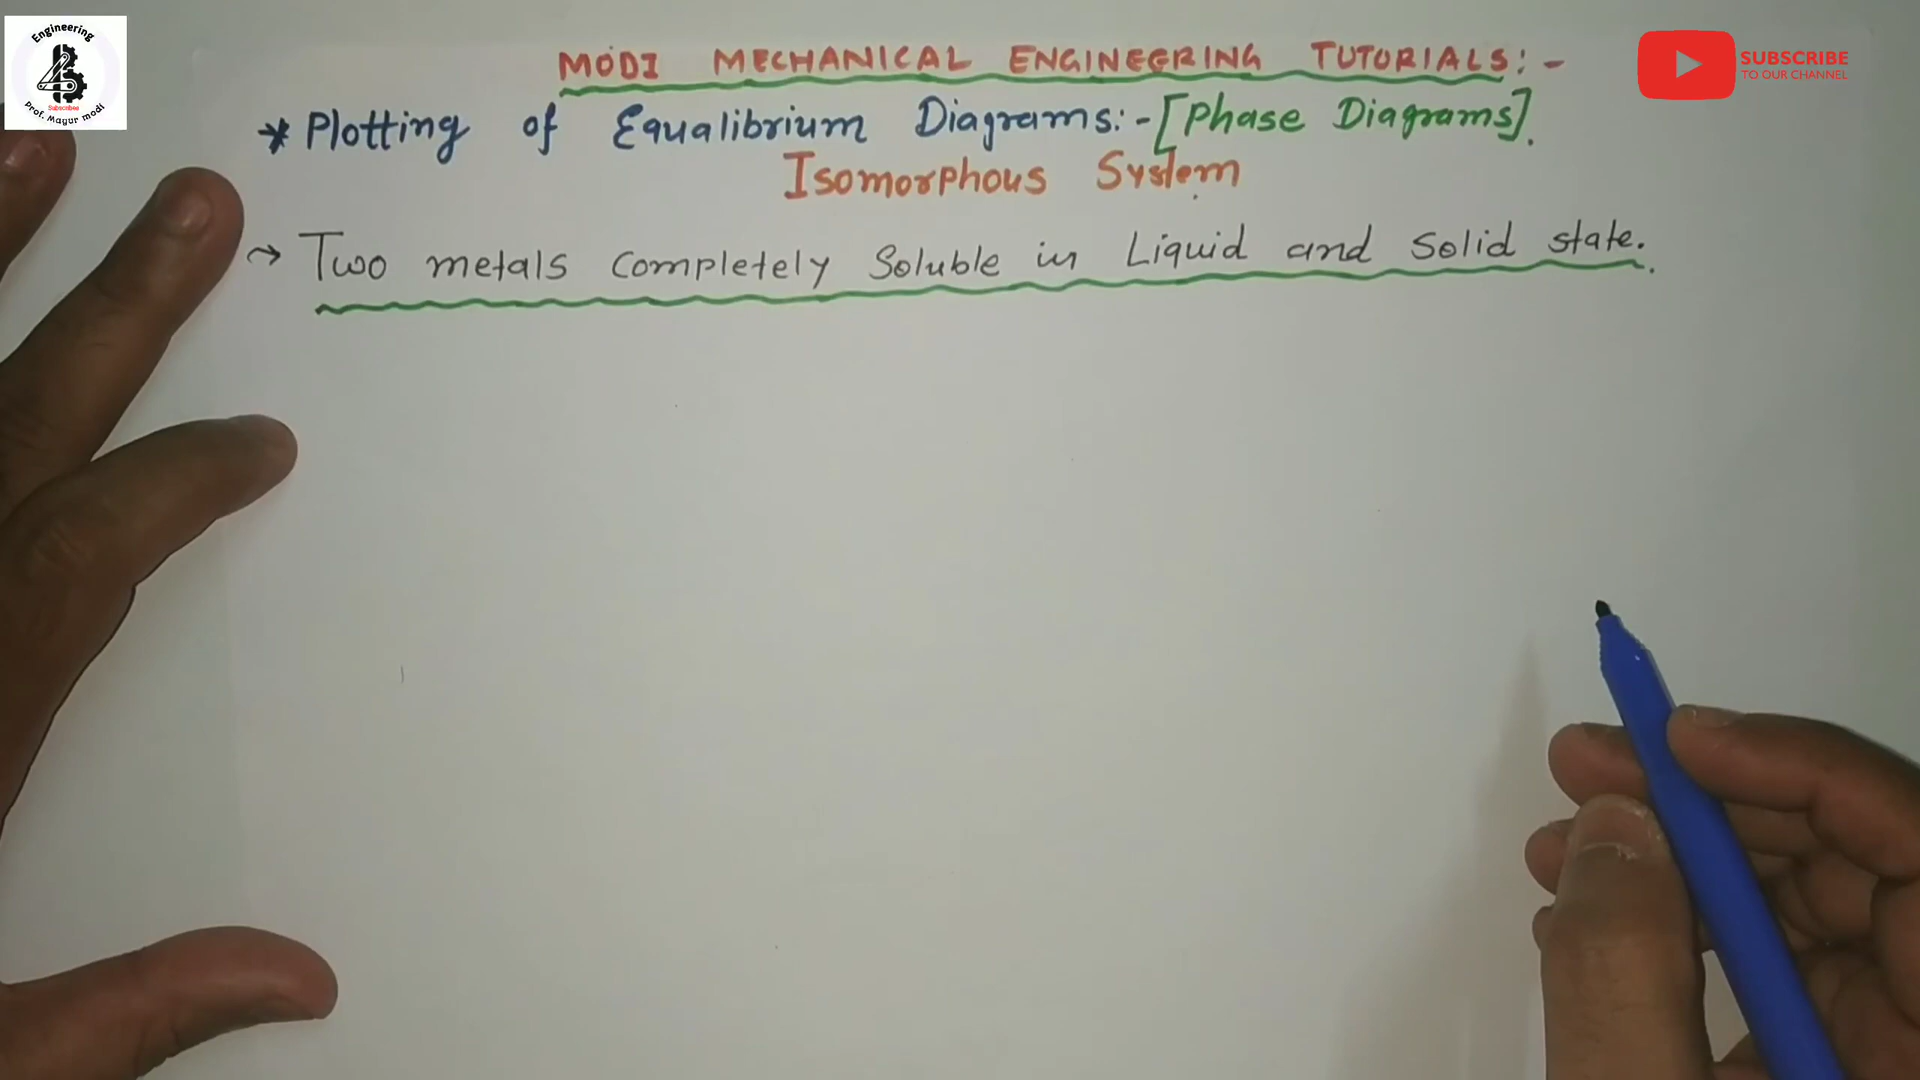 Engineering
Subscribes
Prof. Mayur modi
MODI MECHANICAL ENGINEERING TUTORIALS:-
SUBSCRIBE
TO OUR CHANNEL
* Plotting of Equalibrium Diagrams:-[Phase Diagrams].
Isomorphous System
→ Two metals completely Soluble in Liquid and Solid state.